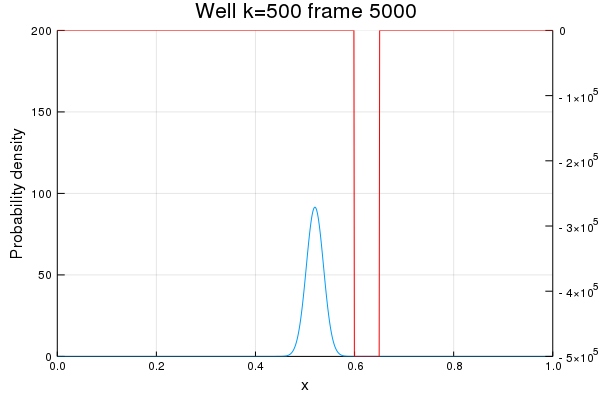 Well k=500 frame 5000
200
150
100
50
0
Probability density
0
- 1×10⁵
- 2×10⁵
- 3×10⁵
- 4×10⁵
- 5×10⁵
0.0 0.2 0.4 0.6 0.8 1.0
x